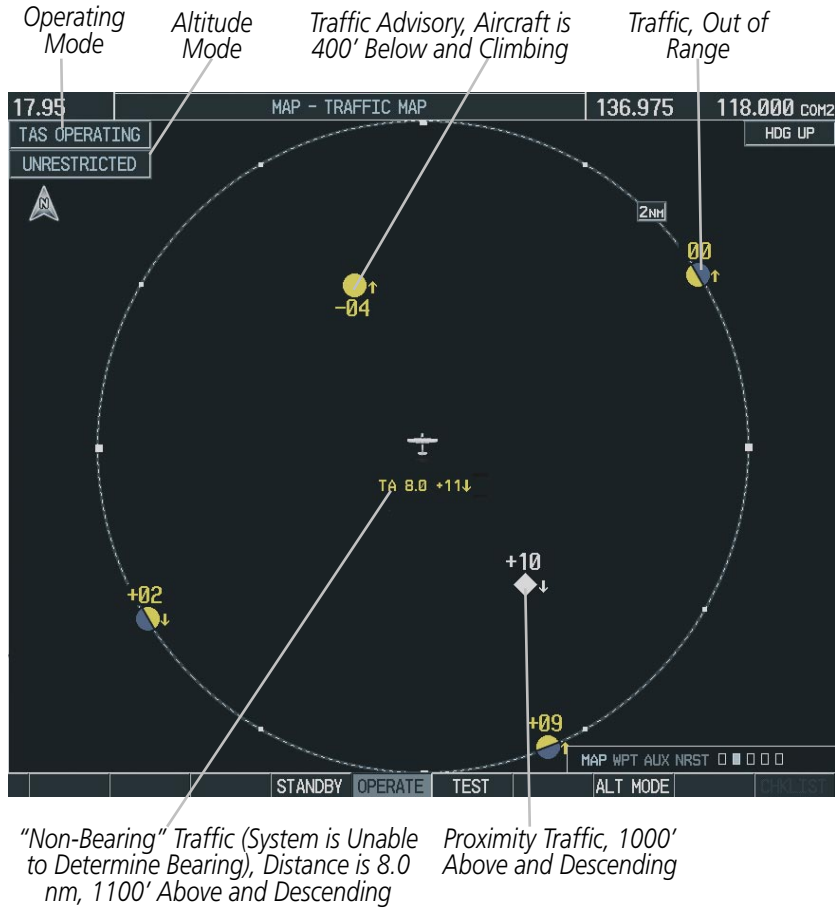 Operating
Mode
Altitude
Mode
Traffic Advisory, Aircraft is
400’ Below and Climbing
Traffic, Out of
Range
17.95 MAP - TRAFFIC MAP 136.975 118.000 COM2
TAS OPERATING HDG UP
UNRESTRICTED
N
2NM
00
-04
TA 8.0 +11↓
+10
+02
+09
MAP WPT AUX NRST
STANDBY OPERATE TEST ALT MODE CHKLIST
“Non-Bearing” Traffic (System is Unable
to Determine Bearing), Distance is 8.0
nm, 1100’ Above and Descending
Proximity Traffic, 1000’
Above and Descending